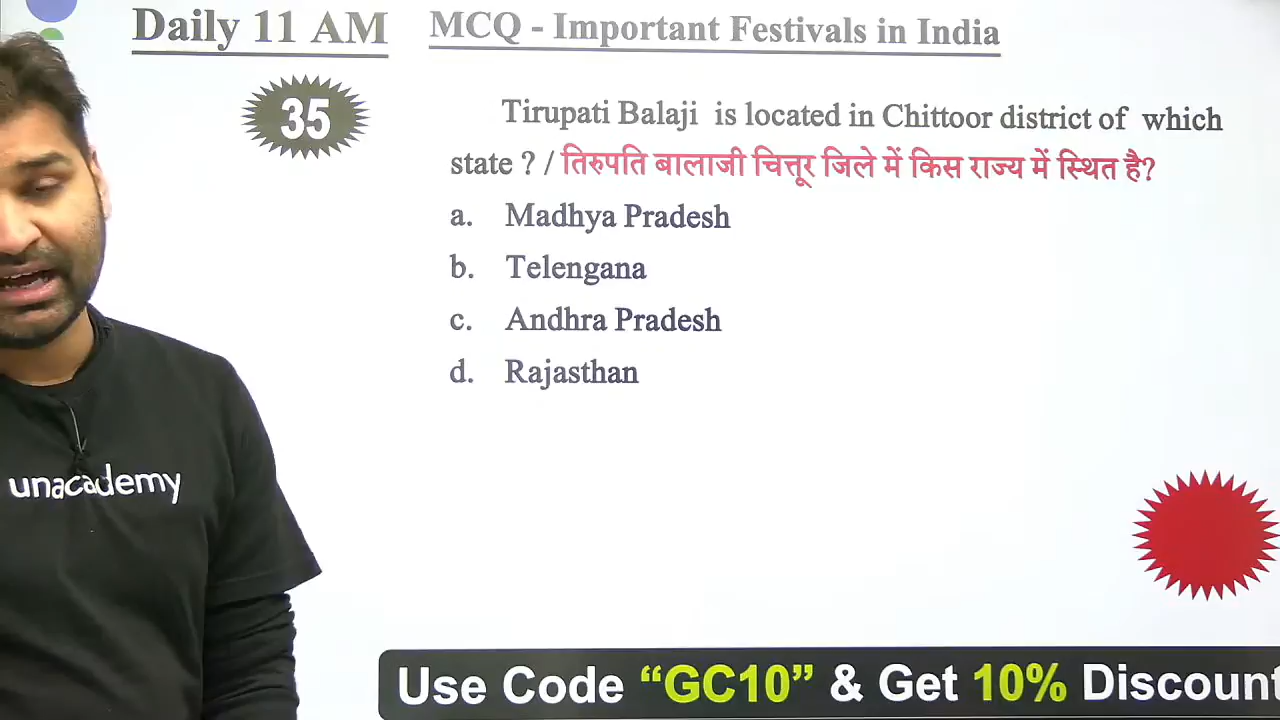 Daily 11 AM MCQ - Important Festivals in India
35 Tirupati Balaji is located in Chittoor district of which
state ? / तिरुपति बालाजी चित्तूर जिले में किस राज्य में स्थित है?
a. Madhya Pradesh
b. Telengana
c. Andhra Pradesh
d. Rajasthan
unacademy
Use Code “GC10” & Get 10% Discount